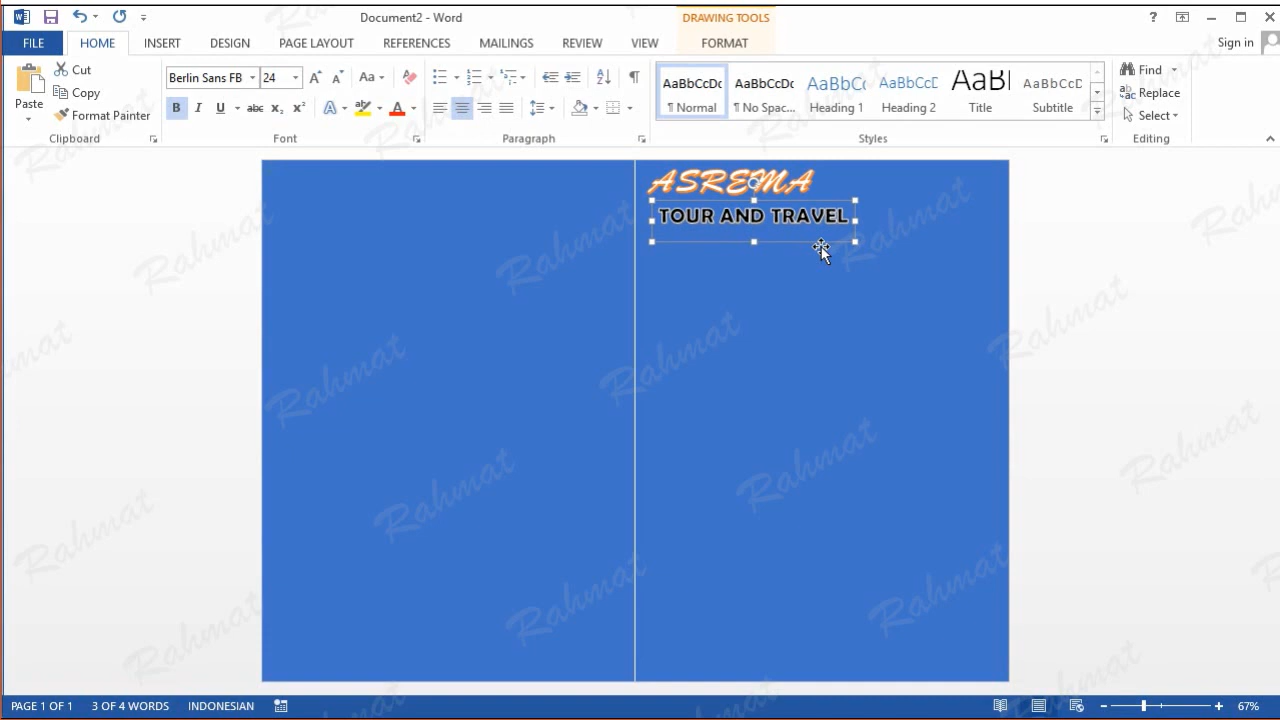 Document2 - Word
DRAWING TOOLS
?
FILE
HOME
INSERT
DESIGN
PAGE LAYOUT
REFERENCES
MAILINGS
REVIEW
VIEW
FORMAT
Sign in
Paste
Cut
Copy
Format Painter
Clipboard
Berlin Sans FB
24
Font
Paragraph
AaBbCcDc
¶ Normal
AaBbCcDc
¶ No Spac...
AaBbCc
Heading 1
AaBbCcD
Heading 2
AaBl
Title
AaBbCcD
Subtitle
Styles
Find
Replace
Select
Editing
ASREMA
TOUR AND TRAVEL
Rahmat
PAGE 1 OF 1
3 OF 4 WORDS
INDONESIAN
67%